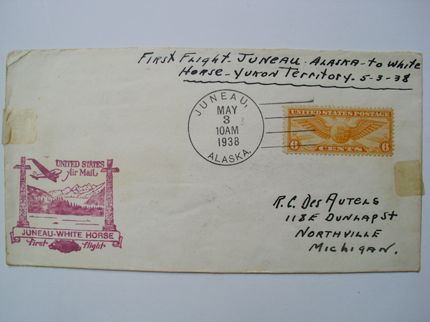 First Flight - Juneau - Alaska - to White
Horse - Yukon Territory. 5-3-38
JUNEAU,
MAY
3
10AM
1938
ALASKA.
UNITED STATES POSTAGE
6 CENTS 6
UNITED STATES
Air Mail
JUNEAU-WHITE HORSE
First flight
R.C. Des Autels
118 E Dunlap St
Northville
Michigan.